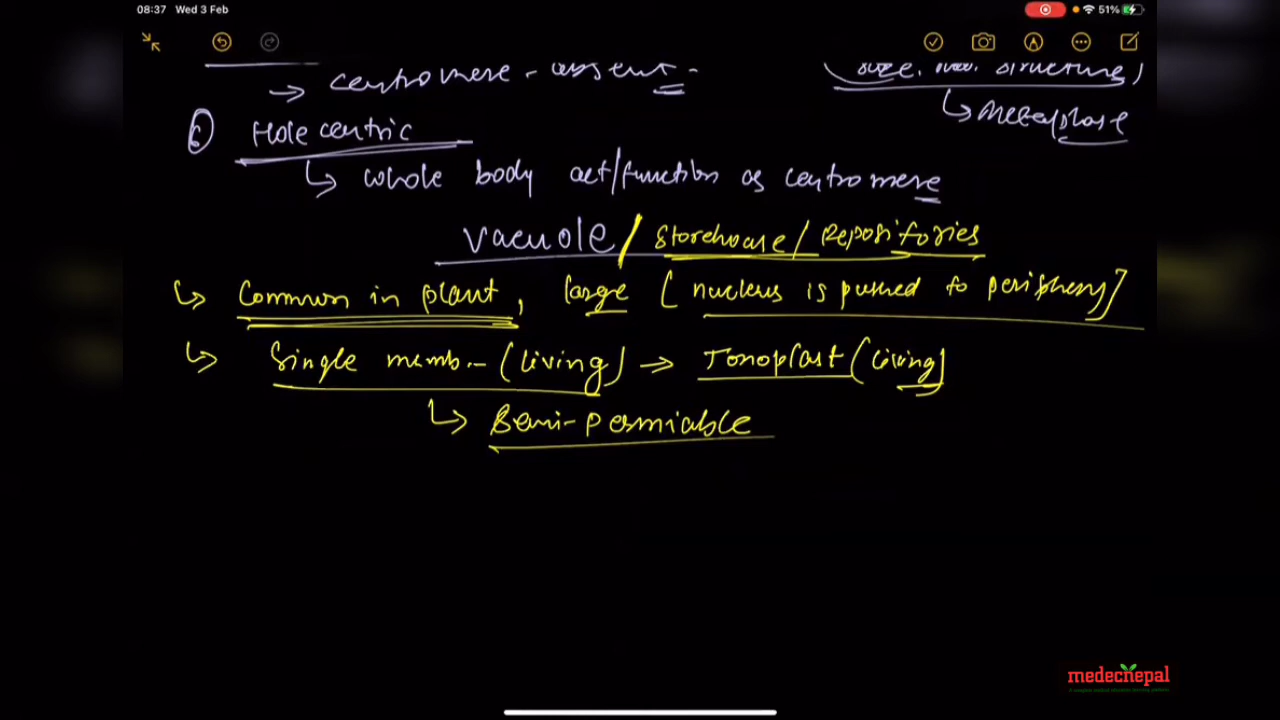 08:37 Wed 3 Feb
51%
→ centromere - absent -
(size, no. structure)
↳ Metaphase
⑥ Holecentric
↳ whole body act/function as centromere
Vacuole / Storehouse / Repositories
↳ Common in plant, large [nucleus is pushed to periphery]
↳ Single memb.- (living) → Tonoplast (living)
↳ Semi-permiable
medecnepal